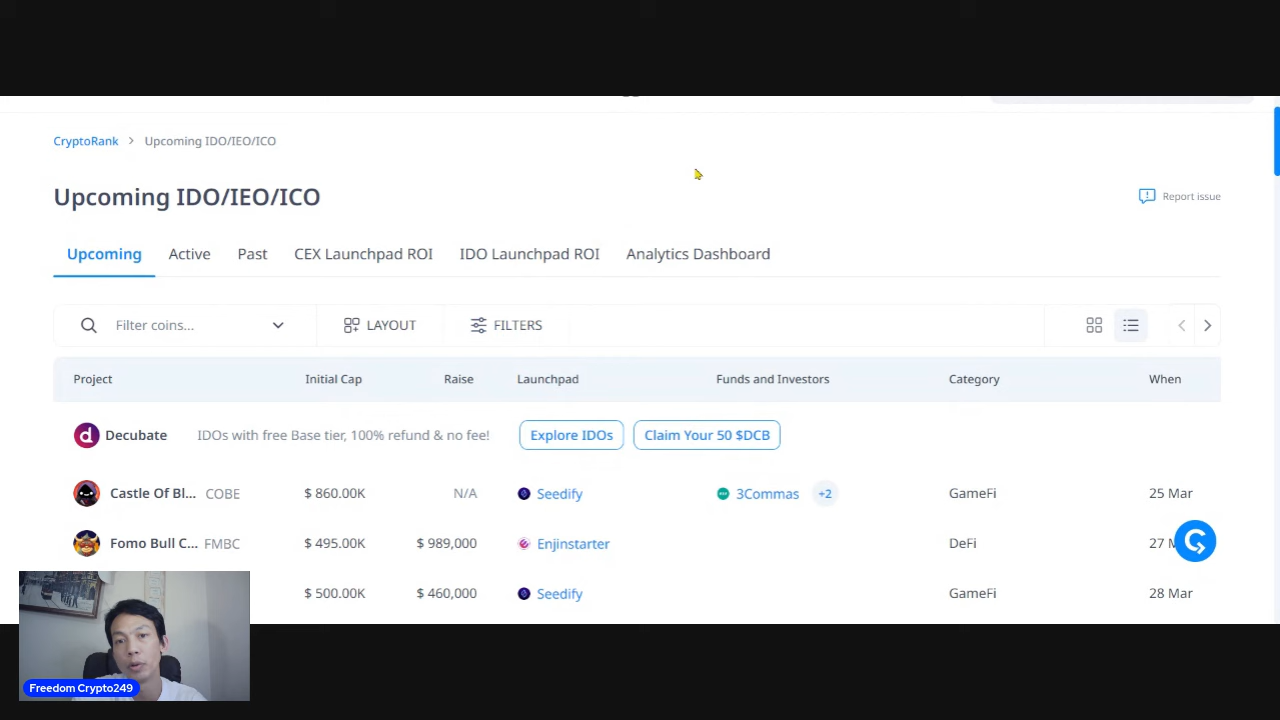 CryptoRank > Upcoming IDO/IEO/ICO
Upcoming IDO/IEO/ICO
Report issue
Upcoming Active Past CEX Launchpad ROI IDO Launchpad ROI Analytics Dashboard
Filter coins... LAYOUT FILTERS
Project Initial Cap Raise Launchpad Funds and Investors Category When
Decubate IDOs with free Base tier, 100% refund & no fee! Explore IDOs Claim Your 50 $DCB
Castle Of Bl... COBE $ 860.00K N/A Seedify 3Commas +2 GameFi 25 Mar
Fomo Bull C... FMBC $ 495.00K $ 989,000 Enjinstarter DeFi 27
$ 500.00K $ 460,000 Seedify GameFi 28 Mar
Freedom Crypto249